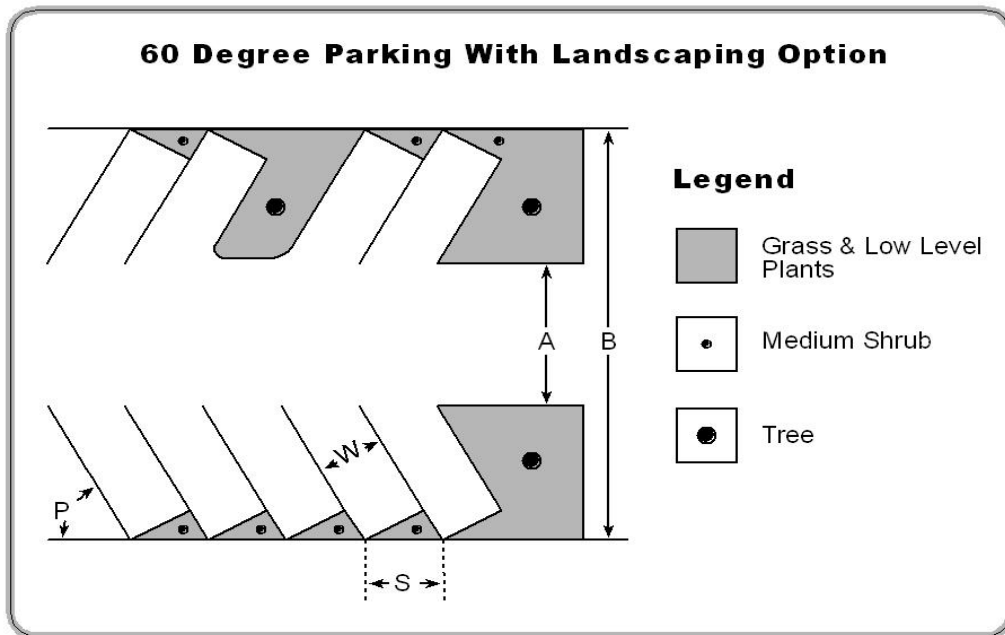 60 Degree Parking With Landscaping Option
Legend
Grass & Low Level
Plants
Medium Shrub
Tree
A
B
W
P
S